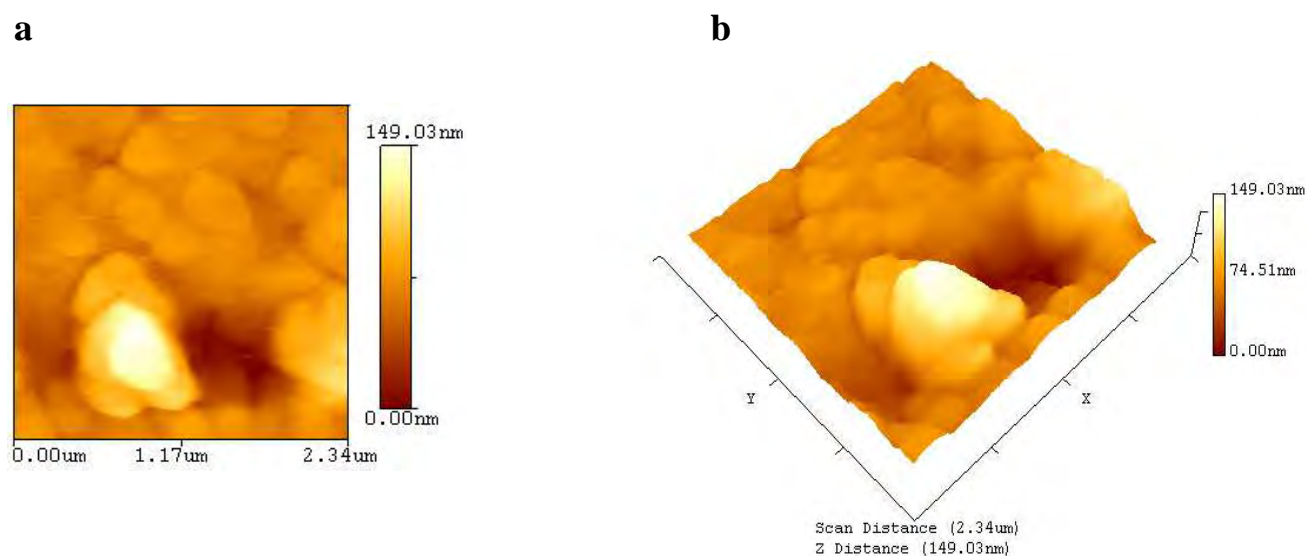 a
b
149.03nm
0.00nm
0.00um 1.17um 2.34um
149.03nm
74.51nm
0.00nm
Y
X
Scan Distance (2.34um)
Z Distance (149.03nm)